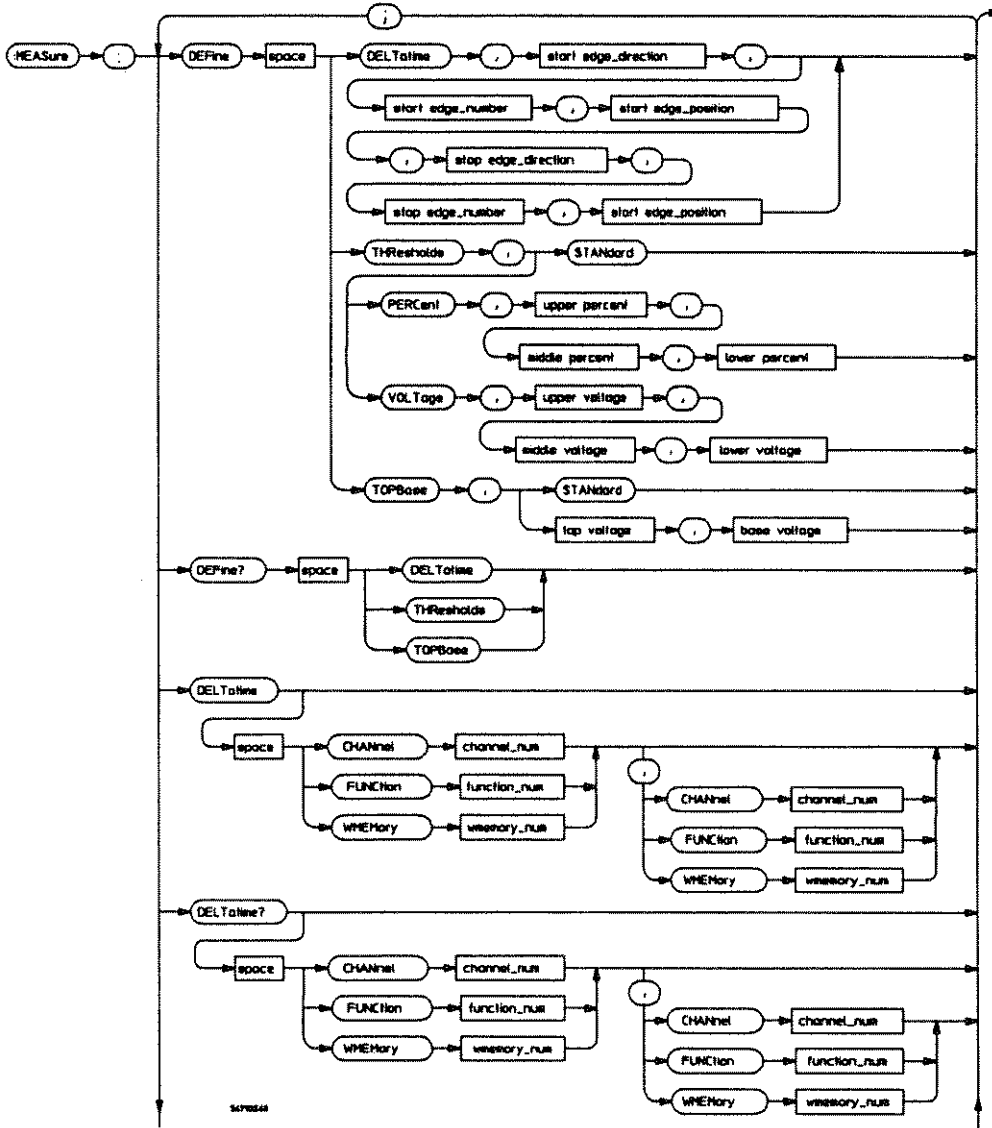 ;
:MEASure : DEFine space DELTatime , start edge_direction ,
start edge_number , start edge_position
, stop edge_direction ,
stop edge_number , start edge_position
THResholds , STANdard
PERCent , upper percent ,
middle percent , lower percent
VOLTage , upper voltage ,
middle voltage , lower voltage
TOPBase , STANdard
top voltage , base voltage
DEFine? space DELTatime
THResholds
TOPBase
DELTatime
space CHANnel channel_num
,
FUNCtion function_num CHANnel channel_num
WMEMory wmemory_num FUNCtion function_num
WMEMory wmemory_num
DELTatime?
space CHANnel channel_num
,
FUNCtion function_num CHANnel channel_num
WMEMory wmemory_num FUNCtion function_num
WMEMory wmemory_num